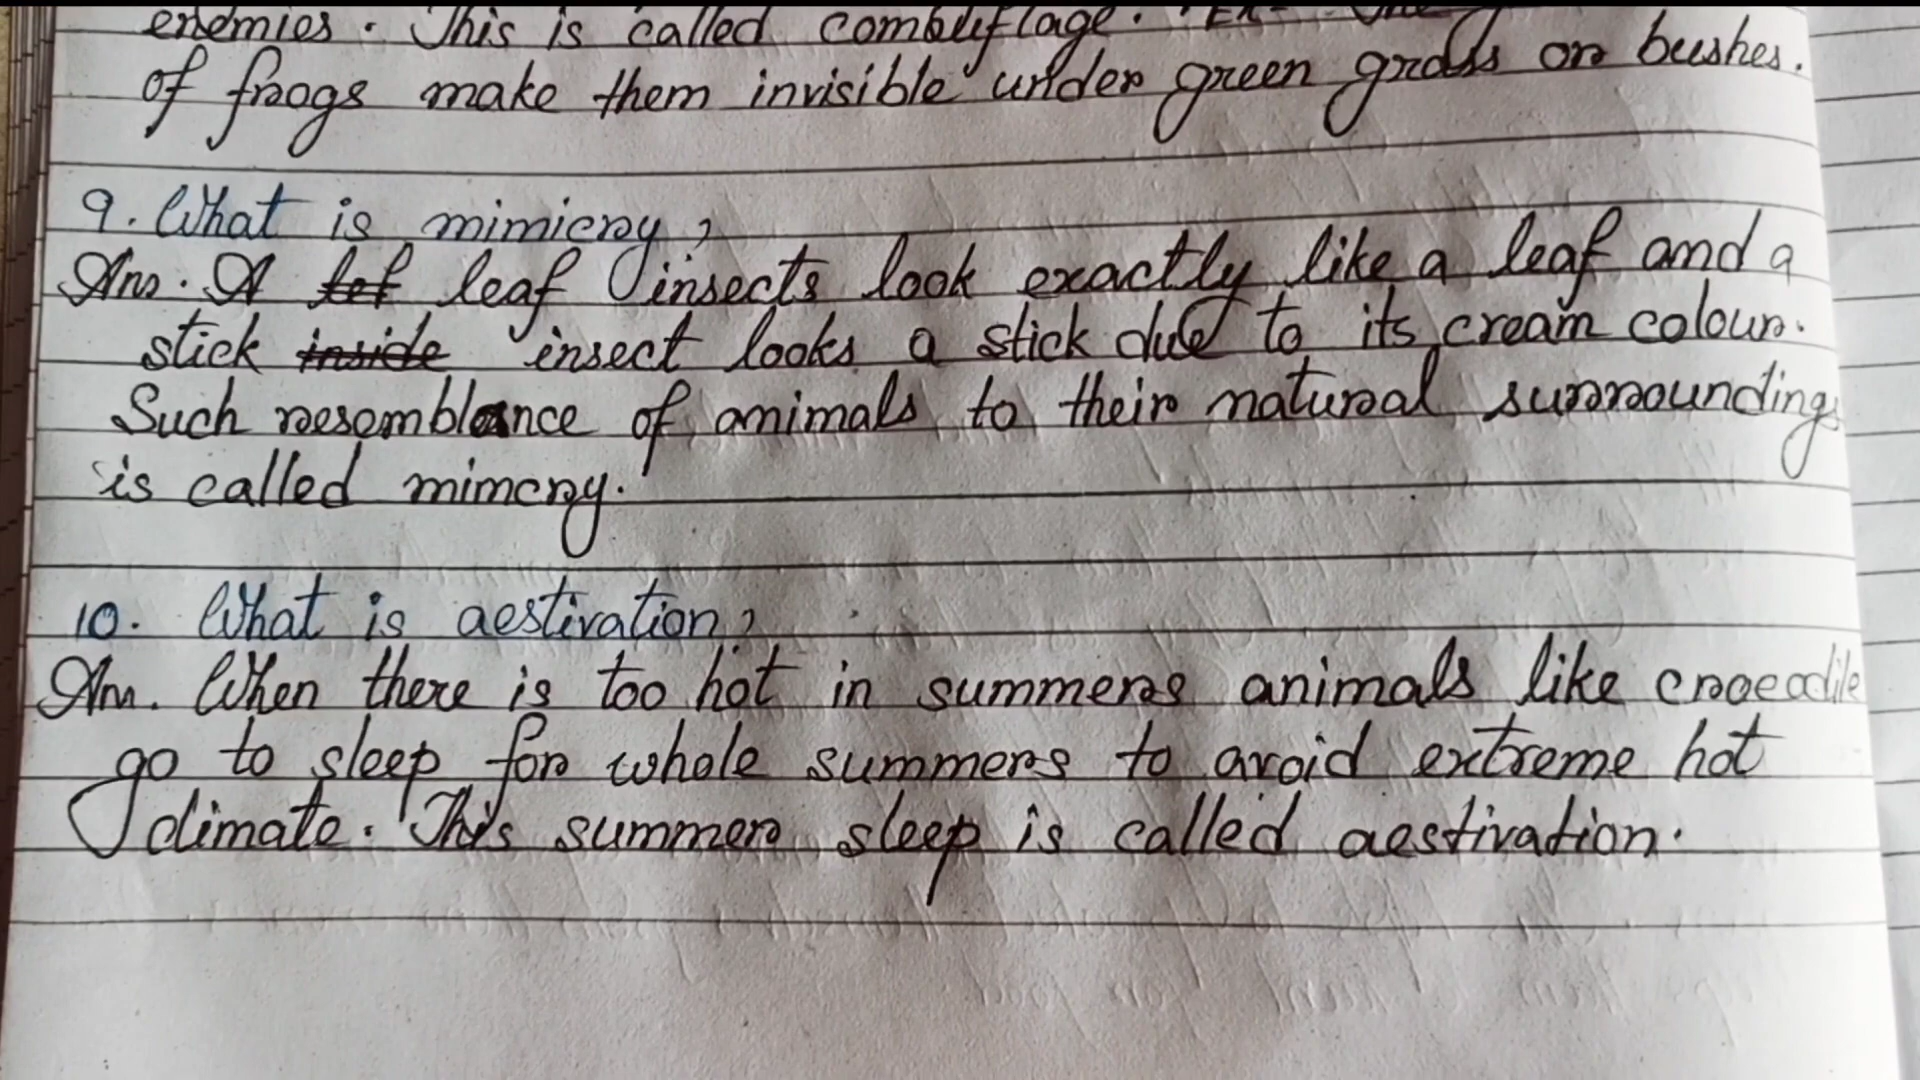 enemies. This is called combuflage. Ex-
of frogs make them invisible under green grass or bushes.
9. What is mimicry?
Ans. A lef leaf insects look exactly like a leaf and a
stick inside insect looks a stick due to its cream colour.
Such resemblance of animals to their natural surroundings
is called mimcry.
10. What is aestivation?
Ans. When there is too hot in summers animals like crocodile
go to sleep for whole summers to avoid extreme hot
climate. This summer sleep is called aestivation.